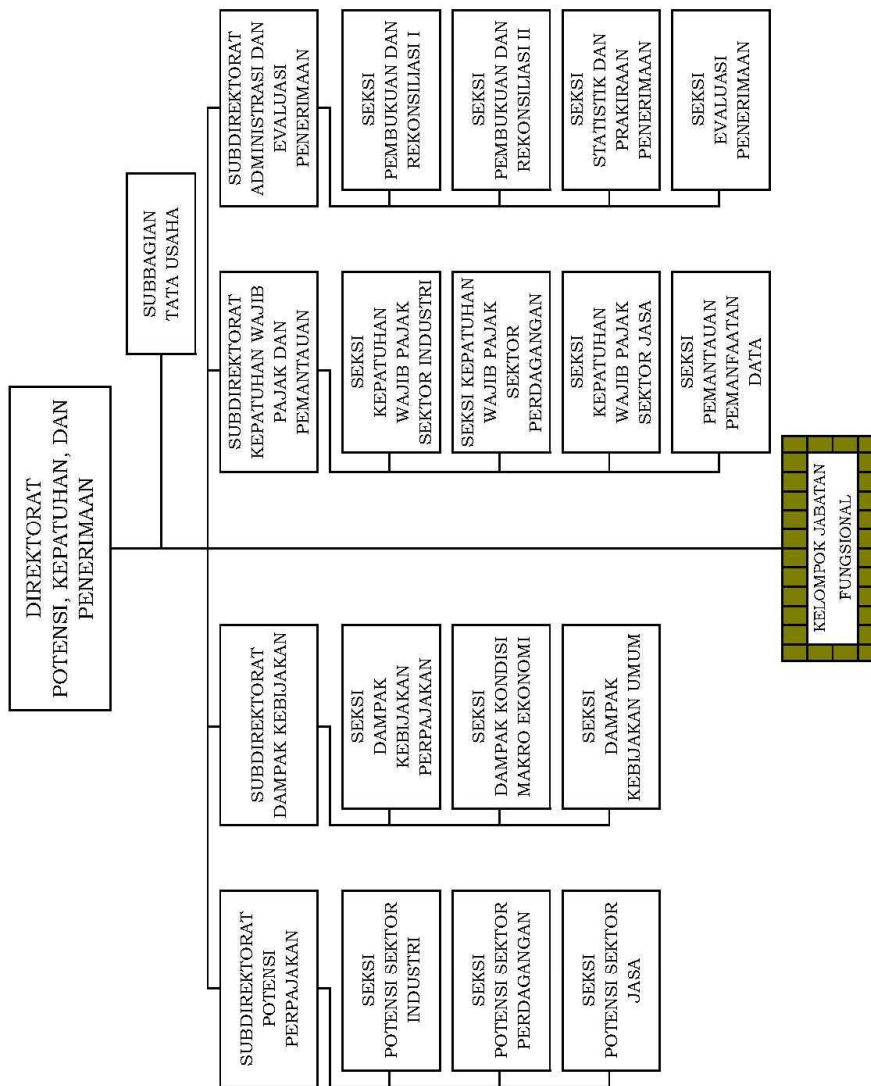 DIREKTORAT
POTENSI, KEPATUHAN, DAN
PENERIMAAN
SUBBAGIAN
TATA USAHA
SUBDIREKTORAT
POTENSI
PERPAJAKAN
SEKSI
POTENSI SEKTOR
INDUSTRI
SEKSI
POTENSI SEKTOR
PERDAGANGAN
SEKSI
POTENSI SEKTOR
JASA
SUBDIREKTORAT
DAMPAK KEBIJAKAN
SEKSI
DAMPAK
KEBIJAKAN
PERPAJAKAN
SEKSI
DAMPAK KONDISI
MAKRO EKONOMI
SEKSI
DAMPAK
KEBIJAKAN UMUM
SUBDIREKTORAT
KEPATUHAN WAJIB
PAJAK DAN
PEMANTAUAN
SEKSI
KEPATUHAN
WAJIB PAJAK
SEKTOR INDUSTRI
SEKSI KEPATUHAN
WAJIB PAJAK
SEKTOR
PERDAGANGAN
SEKSI
KEPATUHAN
WAJIB PAJAK
SEKTOR JASA
SEKSI
PEMANTAUAN
PEMANFAATAN
DATA
SUBDIREKTORAT
ADMINISTRASI DAN
EVALUASI
PENERIMAAN
SEKSI
PEMBUKUAN DAN
REKONSILIASI I
SEKSI
PEMBUKUAN DAN
REKONSILIASI II
SEKSI
STATISTIK DAN
PRAKIRAAN
PENERIMAAN
SEKSI
EVALUASI
PENERIMAAN
KELOMPOK JABATAN
FUNGSIONAL